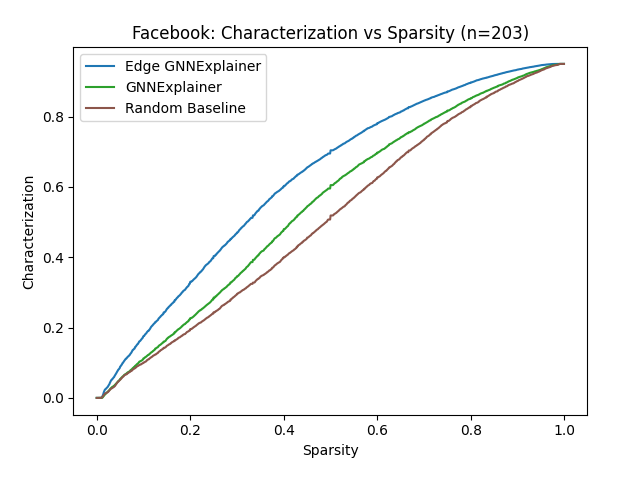 Facebook: Characterization vs Sparsity (n=203)
Edge GNNExplainer
GNNExplainer
Random Baseline
Characterization
0.8
0.6
0.4
0.2
0.0
0.0 0.2 0.4 0.6 0.8 1.0
Sparsity